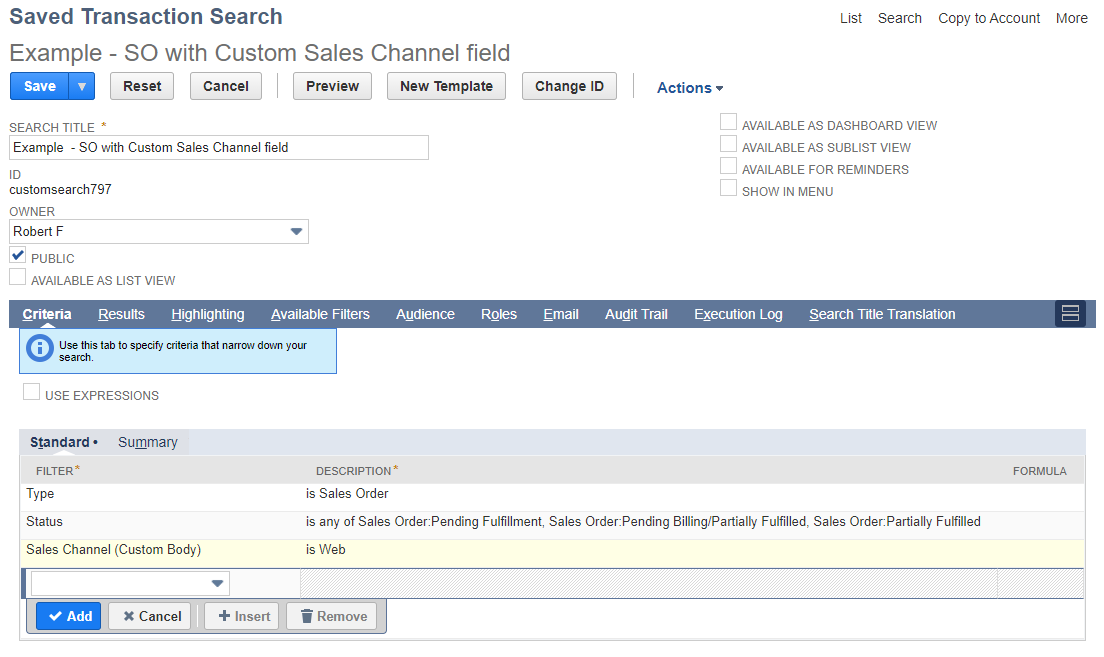 Saved Transaction Search
List Search Copy to Account More
Example - SO with Custom Sales Channel field
Save Reset Cancel Preview New Template Change ID Actions
SEARCH TITLE *
Example  - SO with Custom Sales Channel field
ID
customsearch797
OWNER
Robert F
PUBLIC
AVAILABLE AS LIST VIEW
AVAILABLE AS DASHBOARD VIEW
AVAILABLE AS SUBLIST VIEW
AVAILABLE FOR REMINDERS
SHOW IN MENU
Criteria Results Highlighting Available Filters Audience Roles Email Audit Trail Execution Log Search Title Translation
Use this tab to specify criteria that narrow down your
search.
USE EXPRESSIONS
Standard • Summary
FILTER* DESCRIPTION* FORMULA
Type is Sales Order
Status is any of Sales Order:Pending Fulfillment, Sales Order:Pending Billing/Partially Fulfilled, Sales Order:Partially Fulfilled
Sales Channel (Custom Body) is Web
Add Cancel Insert Remove